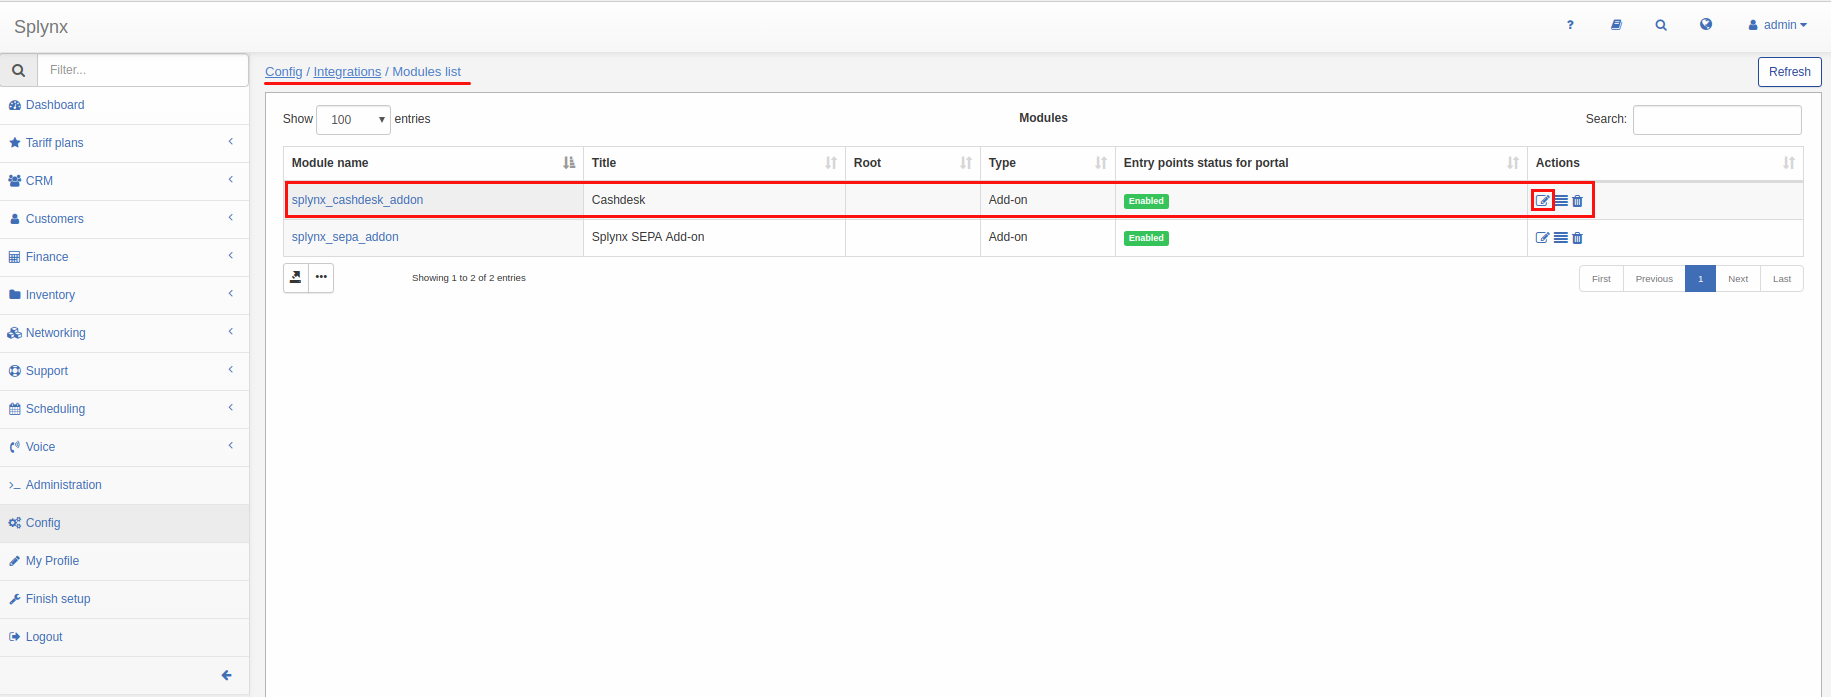 Splynx
? admin
Filter...
Dashboard
Tariff plans
CRM
Customers
Finance
Inventory
Networking
Support
Scheduling
Voice
Administration
Config
My Profile
Finish setup
Logout
Config / Integrations / Modules list
Refresh
Show 100 entries
Modules
Search:
Module name Title Root Type Entry points status for portal Actions
splynx_cashdesk_addon Cashdesk Add-on Enabled
splynx_sepa_addon Splynx SEPA Add-on Add-on Enabled
Showing 1 to 2 of 2 entries
First Previous 1 Next Last